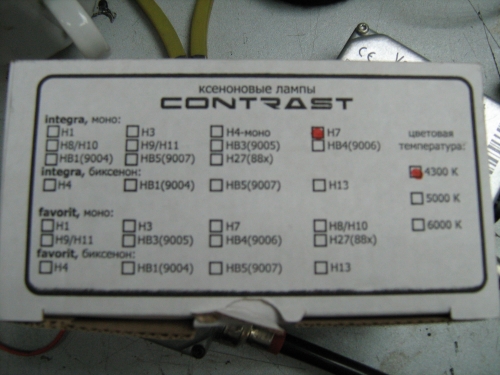 CE
ксеноновые лампы
CONTRAST
integra, моно:
H1 H3 H4-моно H7
H8/H10 H9/H11 HB3(9005) HB4(9006)
HB1(9004) HB5(9007) H27(88x)
цветовая
температура:
integra, биксенон:
H4 HB1(9004) HB5(9007) H13
4300 K
5000 K
6000 K
favorit, моно:
H1 H3 H7 H8/H10
H9/H11 HB3(9005) HB4(9006) H27(88x)
favorit, биксенон:
H4 HB1(9004) HB5(9007) H13